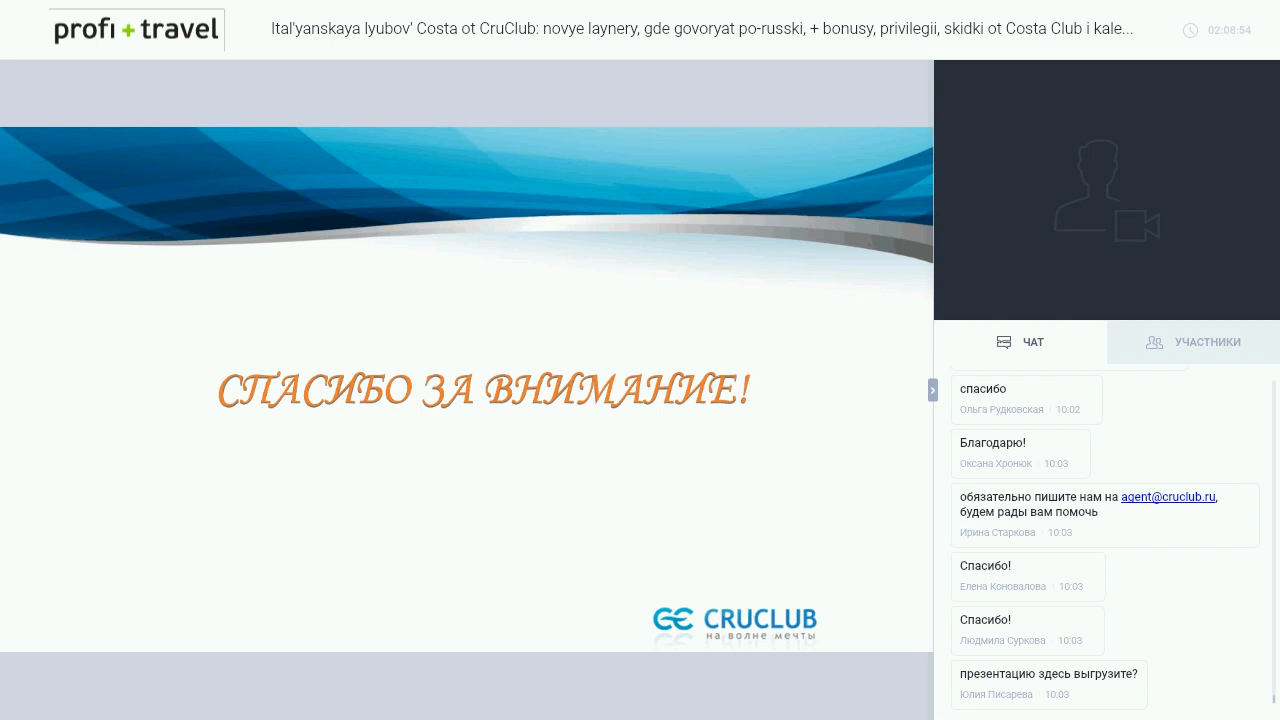 profi + travel
Ital'yanskaya lyubov' Costa ot CruClub: novye laynery, gde govoryat po-russki, + bonusy, privilegii, skidki ot Costa Club i kale...
02:08:54
СПАСИБО ЗА ВНИМАНИЕ!
CRUCLUB
на волне мечты
ЧАТ
УЧАСТНИКИ
спасибо
Ольга Рудковская 10:02
Благодарю!
Оксана Хронюк 10:03
обязательно пишите нам на agent@cruclub.ru,
будем рады вам помочь
Ирина Старкова 10:03
Спасибо!
Елена Коновалова 10:03
Спасибо!
Людмила Суркова 10:03
презентацию здесь выгрузите?
Юлия Писарева 10:03